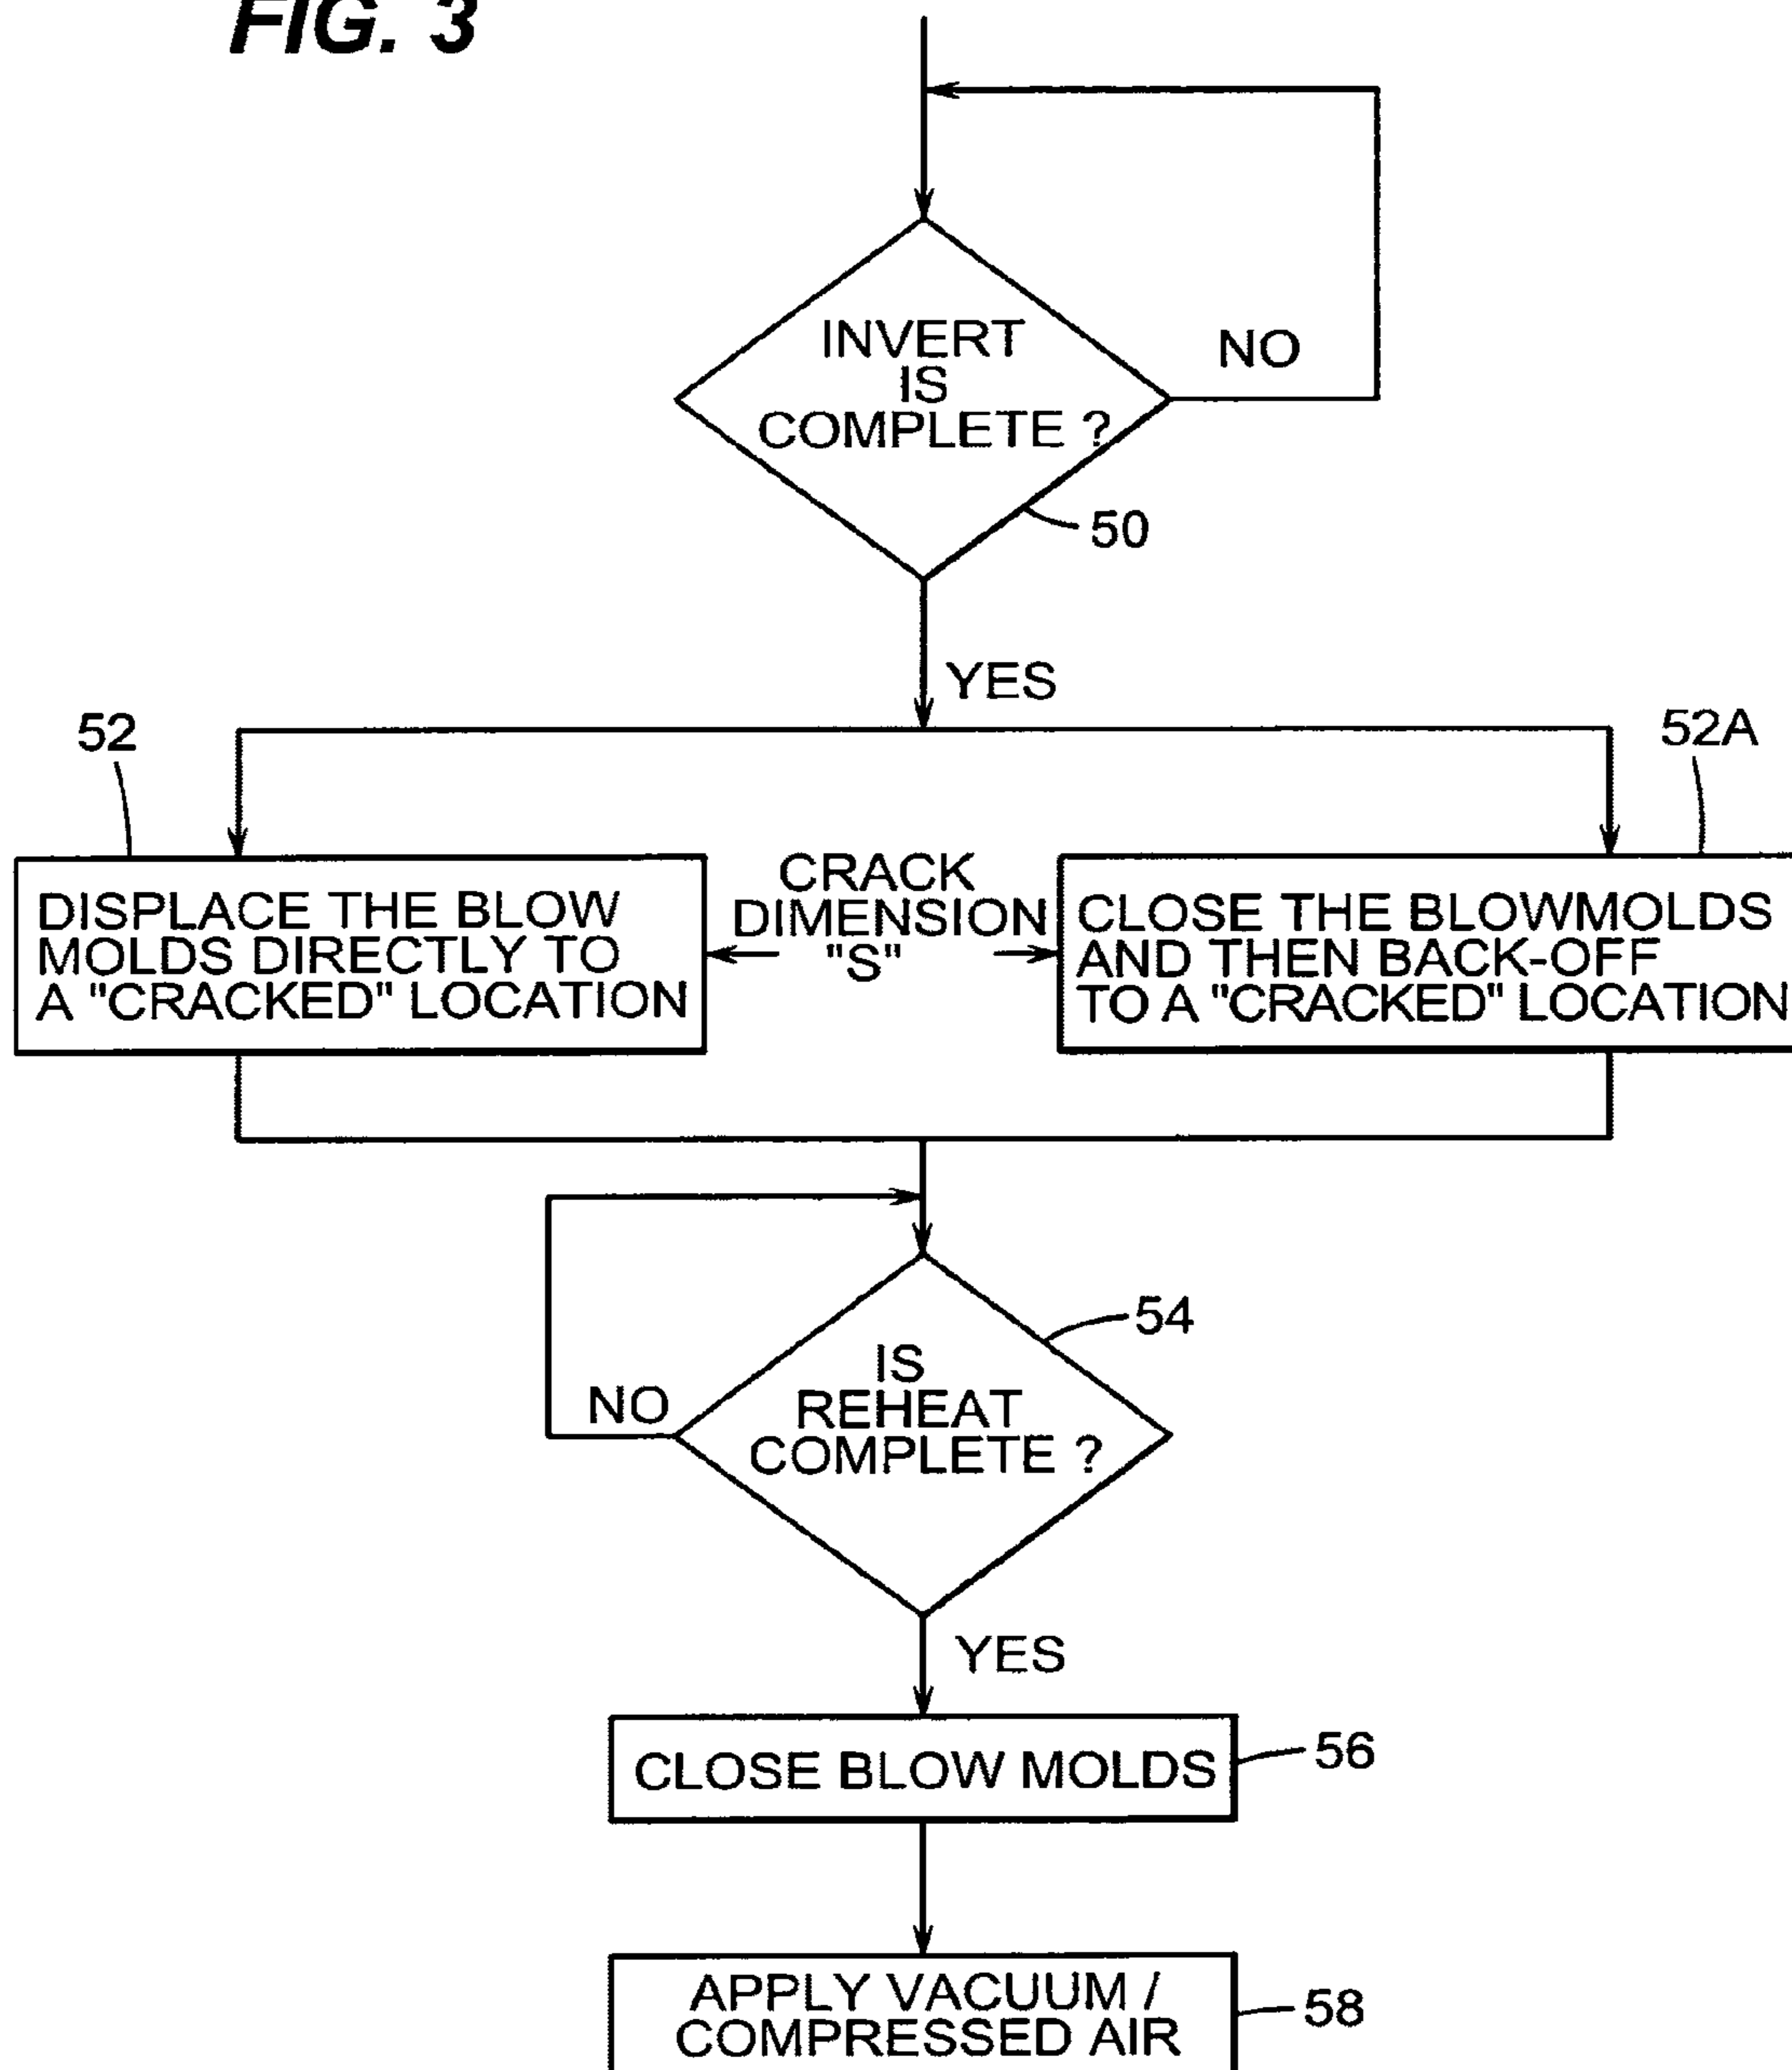 FIG. 3
INVERT
IS
COMPLETE ?
NO
50
YES
52
52A
DISPLACE THE BLOW
MOLDS DIRECTLY TO
A "CRACKED" LOCATION
CRACK
DIMENSION
"S"
CLOSE THE BLOWMOLDS
AND THEN BACK-OFF
TO A "CRACKED" LOCATION
54
IS
REHEAT
COMPLETE ?
NO
YES
CLOSE BLOW MOLDS
56
APPLY VACUUM /
COMPRESSED AIR
58